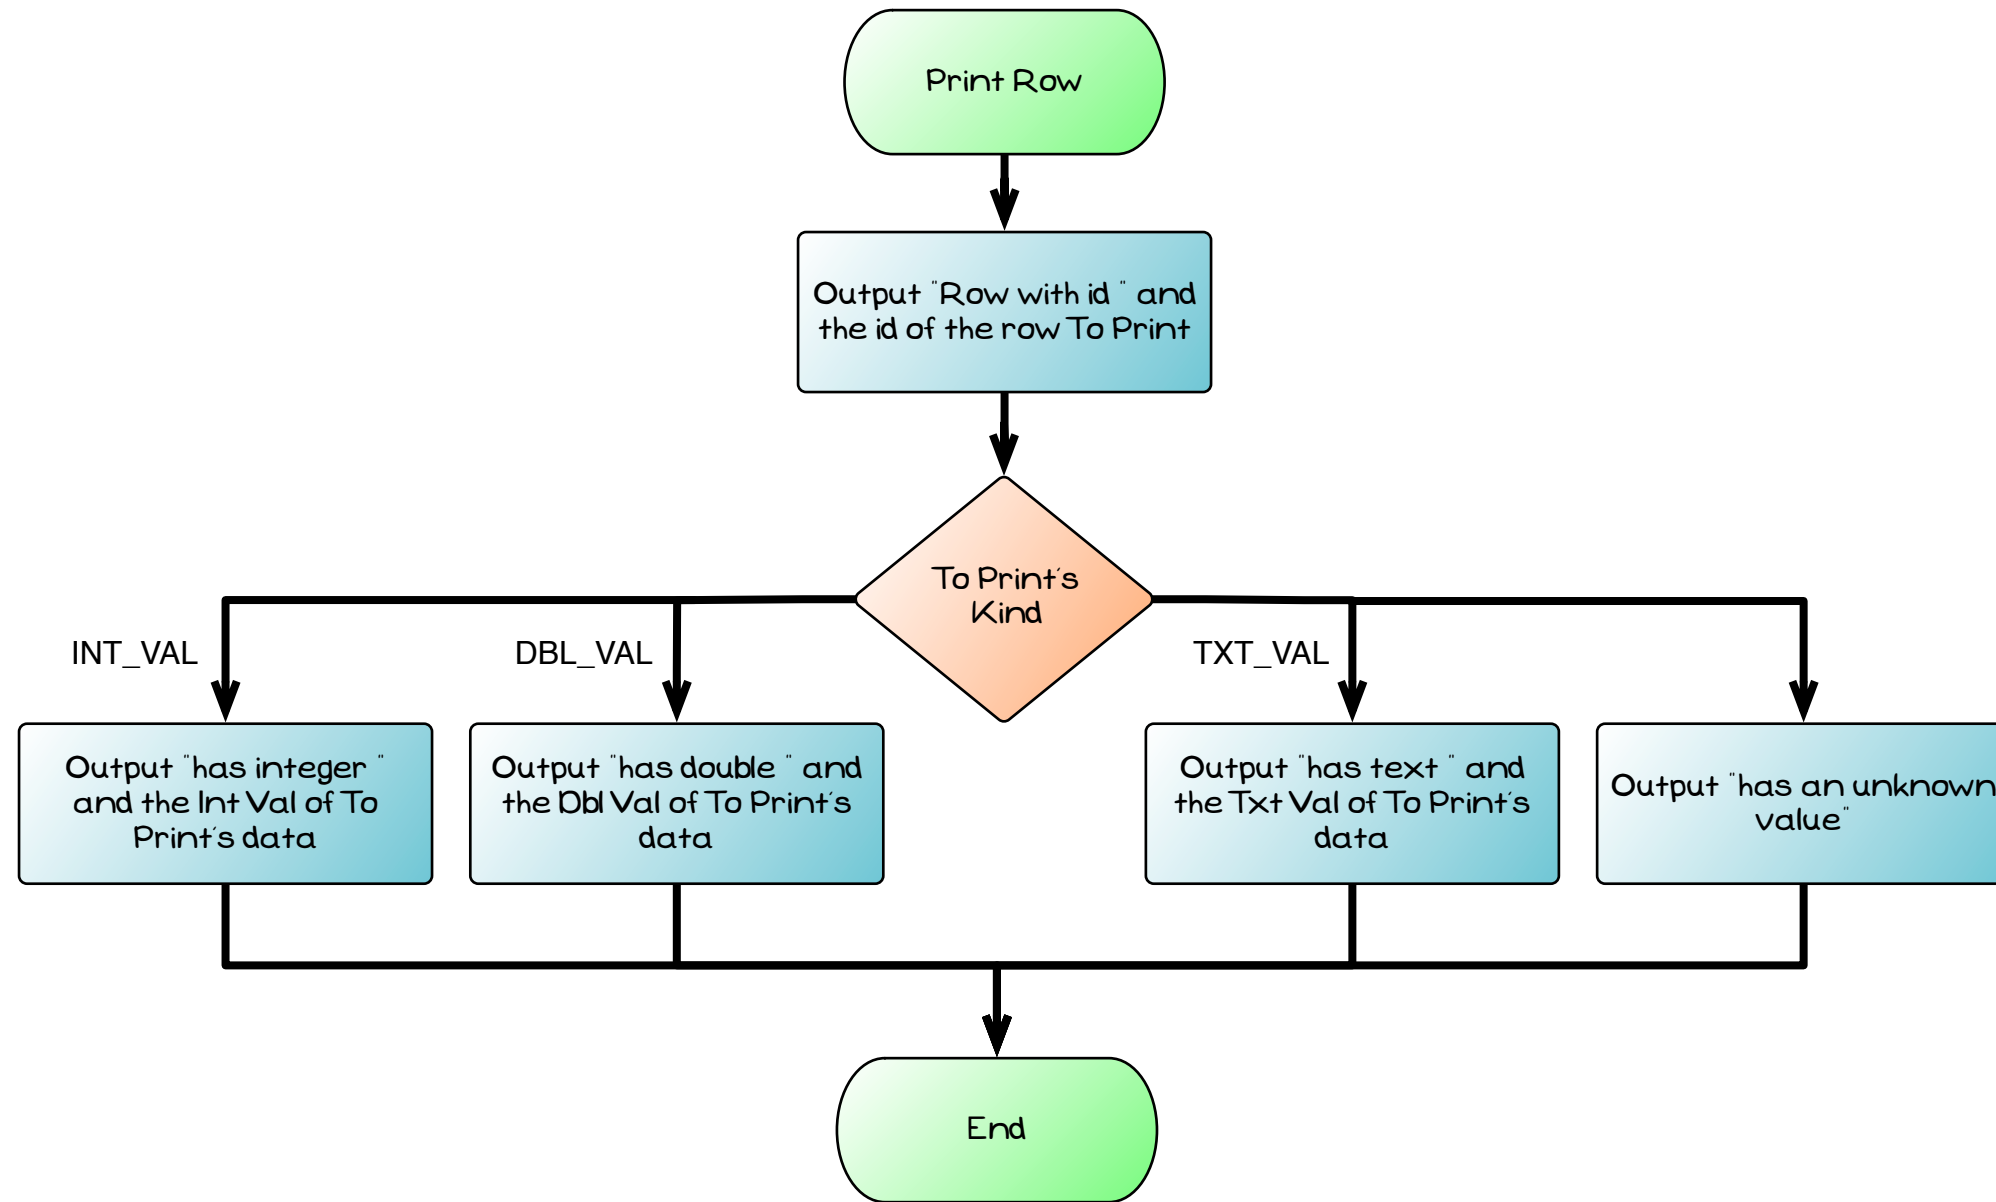 Print Row
Output "Row with id " and
the id of the row To Print
To Print's
Kind
INT_VAL
DBL_VAL
TXT_VAL
Output "has integer "
and the Int Val of To
Print's data
Output "has double " and
the Dbl Val of To Print's
data
Output "has text " and
the Txt Val of To Print's
data
Output "has an unknown
value"
End